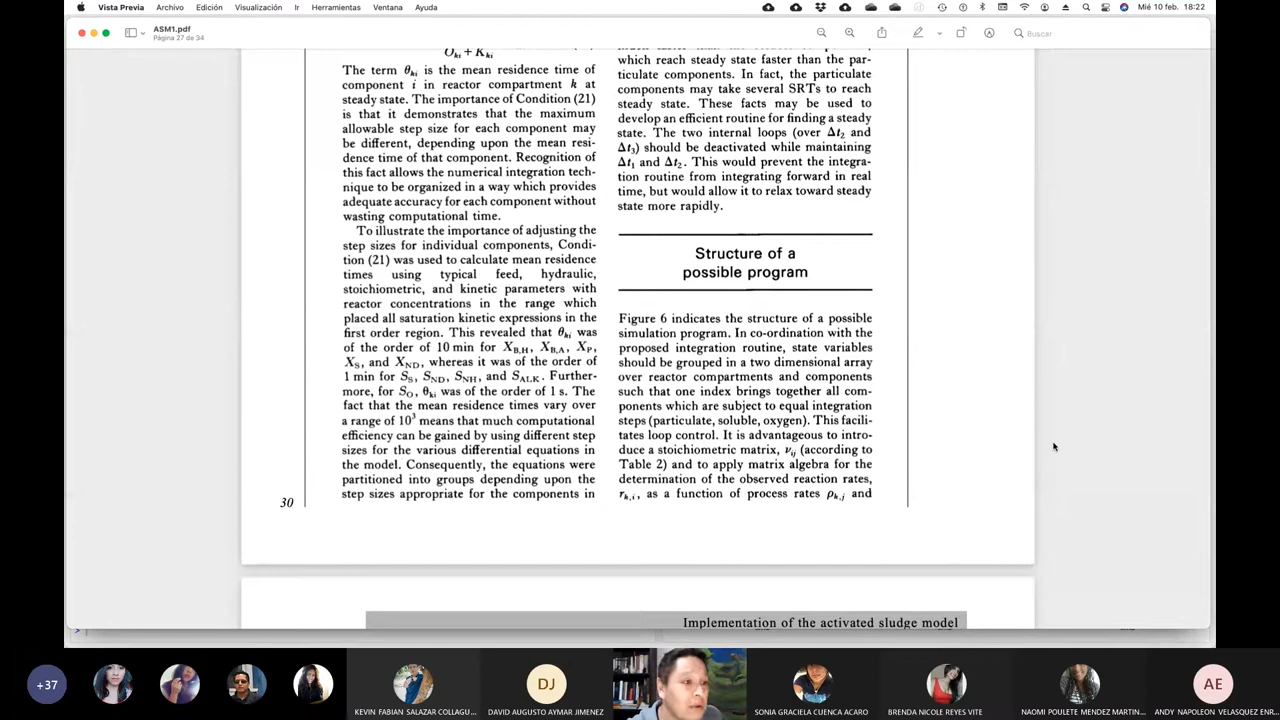 Vista Previa Archivo Edición Visualización Ir Herramientas Ventana Ayuda
Mié 10 feb. 18:22
ASM1.pdf
Página 27 de 34
Buscar
O_ki + K_ki
The term θ_ki is the mean residence time of
component i in reactor compartment k at
steady state. The importance of Condition (21)
is that it demonstrates that the maximum
allowable step size for each component may
be different, depending upon the mean resi-
dence time of that component. Recognition of
this fact allows the numerical integration tech-
nique to be organized in a way which provides
adequate accuracy for each component without
wasting computational time.
To illustrate the importance of adjusting the
step sizes for individual components, Condi-
tion (21) was used to calculate mean residence
times using typical feed, hydraulic,
stoichiometric, and kinetic parameters with
reactor concentrations in the range which
placed all saturation kinetic expressions in the
first order region. This revealed that θ_ki was
of the order of 10 min for X_B,H, X_B,A, X_P,
X_S, and X_ND, whereas it was of the order of
1 min for S_S, S_ND, S_NH, and S_ALK. Further-
more, for S_O, θ_ki was of the order of 1 s. The
fact that the mean residence times vary over
a range of 10³ means that much computational
efficiency can be gained by using different step
sizes for the various differential equations in
the model. Consequently, the equations were
partitioned into groups depending upon the
step sizes appropriate for the components in
30
which reach steady state faster than the par-
ticulate components. In fact, the particulate
components may take several SRTs to reach
steady state. These facts may be used to
develop an efficient routine for finding a steady
state. The two internal loops (over Δt₂ and
Δt₃) should be deactivated while maintaining
Δt₁ and Δt₂. This would prevent the integra-
tion routine from integrating forward in real
time, but would allow it to relax toward steady
state more rapidly.
Structure of a
possible program
Figure 6 indicates the structure of a possible
simulation program. In co-ordination with the
proposed integration routine, state variables
should be grouped in a two dimensional array
over reactor compartments and components
such that one index brings together all com-
ponents which are subject to equal integration
steps (particulate, soluble, oxygen). This facili-
tates loop control. It is advantageous to intro-
duce a stoichiometric matrix, ν_ij (according to
Table 2) and to apply matrix algebra for the
determination of the observed reaction rates,
r_k,i, as a function of process rates ρ_k,j and
Implementation of the activated sludge model
>
+37
KEVIN FABIAN SALAZAR COLLAGU...
DJ
DAVID AUGUSTO AYMAR JIMENEZ
SONIA GRACIELA CUENCA ACARO
BRENDA NICOLE REYES VITE
NAOMI POULETE MENDEZ MARTIN...
AE
ANDY NAPOLEON VELASQUEZ ENR...